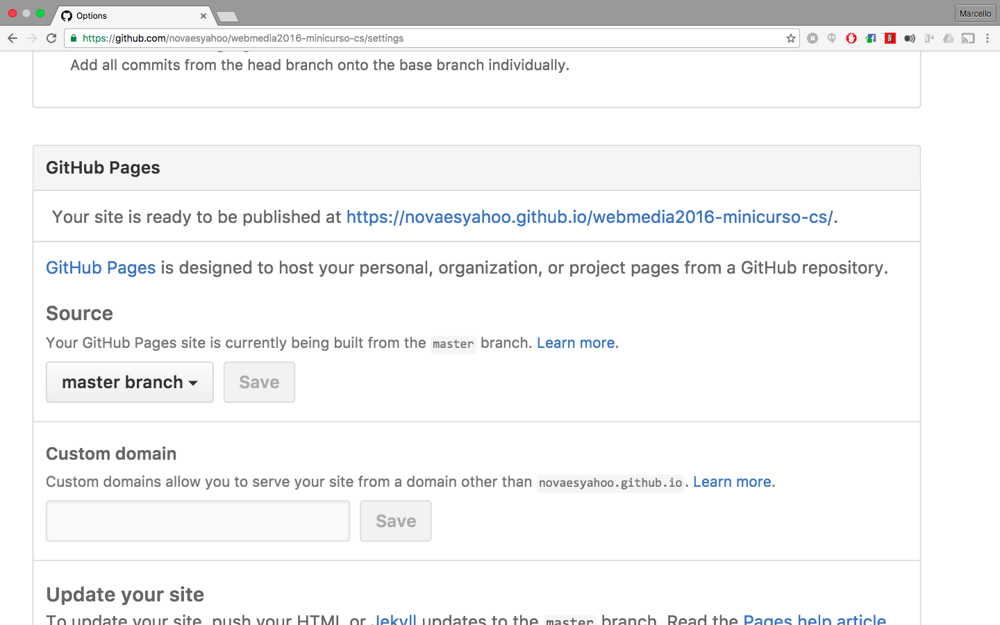 Options
Marcello
https://github.com/novaesyahoo/webmedia2016-minicurso-cs/settings
Add all commits from the head branch onto the base branch individually.
GitHub Pages
Your site is ready to be published at https://novaesyahoo.github.io/webmedia2016-minicurso-cs/.
GitHub Pages is designed to host your personal, organization, or project pages from a GitHub repository.
Source
Your GitHub Pages site is currently being built from the master branch. Learn more.
master branch Save
Custom domain
Custom domains allow you to serve your site from a domain other than novaesyahoo.github.io. Learn more.
Save
Update your site
To update your site, push your HTML or Jekyll updates to the master branch. Read the Pages help article